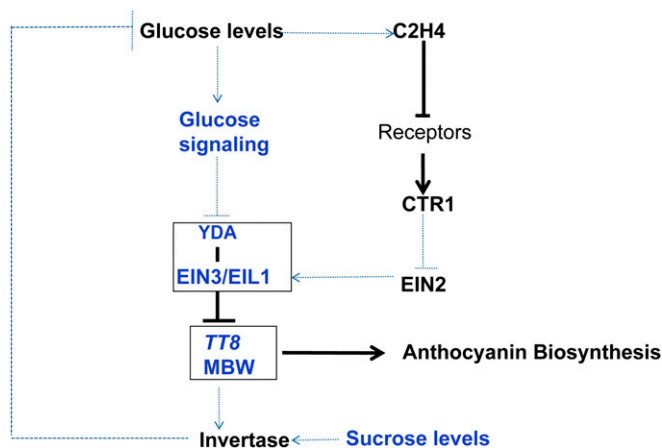 Glucose levels
C2H4
Glucose
signaling
Receptors
CTR1
YDA
EIN3/EIL1
EIN2
TT8
MBW
Anthocyanin Biosynthesis
Invertase
Sucrose levels